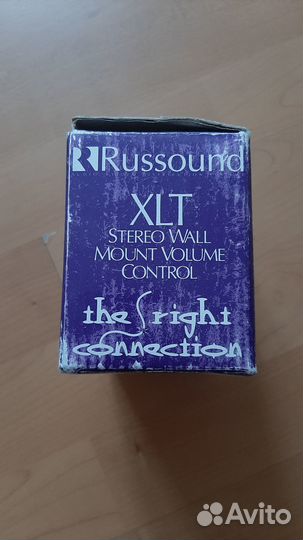 Russound
XLT
STEREO WALL
MOUNT VOLUME
CONTROL
the right
connection
Avito